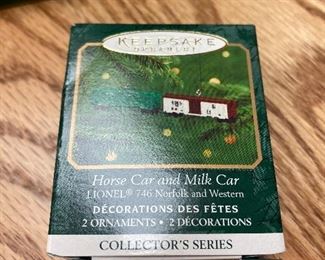 KEEPSAKE
ORNAMENT
Horse Car and Milk Car
LIONEL® 746 Norfolk and Western
DÉCORATIONS DES FÊTES
2 ORNAMENTS • 2 DÉCORATIONS
COLLECTOR'S SERIES